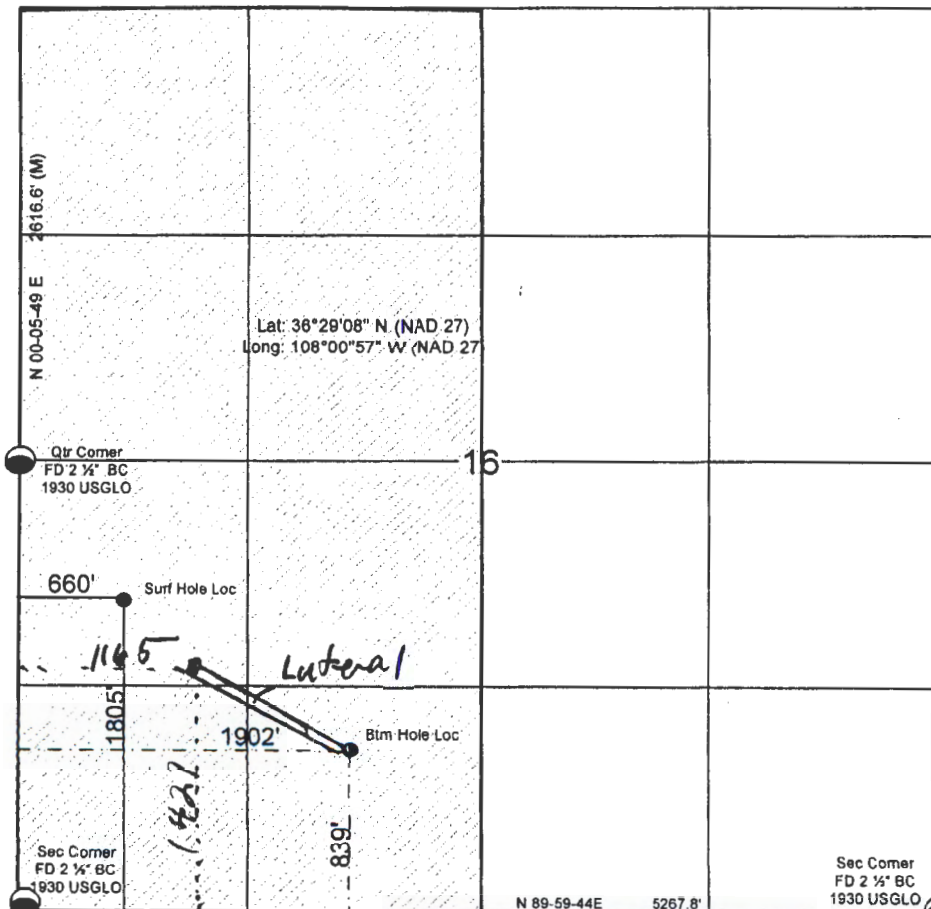 N 00-05-49 E 2616.6' (M)
Lat: 36°29'08" N (NAD 27)
Long: 108°00"57" W (NAD 27
16
Qtr Corner
FD 2 ½" BC
1930 USGLO
660'
Surf Hole Loc
Lateral
1805'
1902'
Btm Hole Loc
839'
Sec Corner
FD 2 ½" BC
1930 USGLO
N 89-59-44E 5267.8'
Sec Corner
FD 2 ½" BC
1930 USGLO